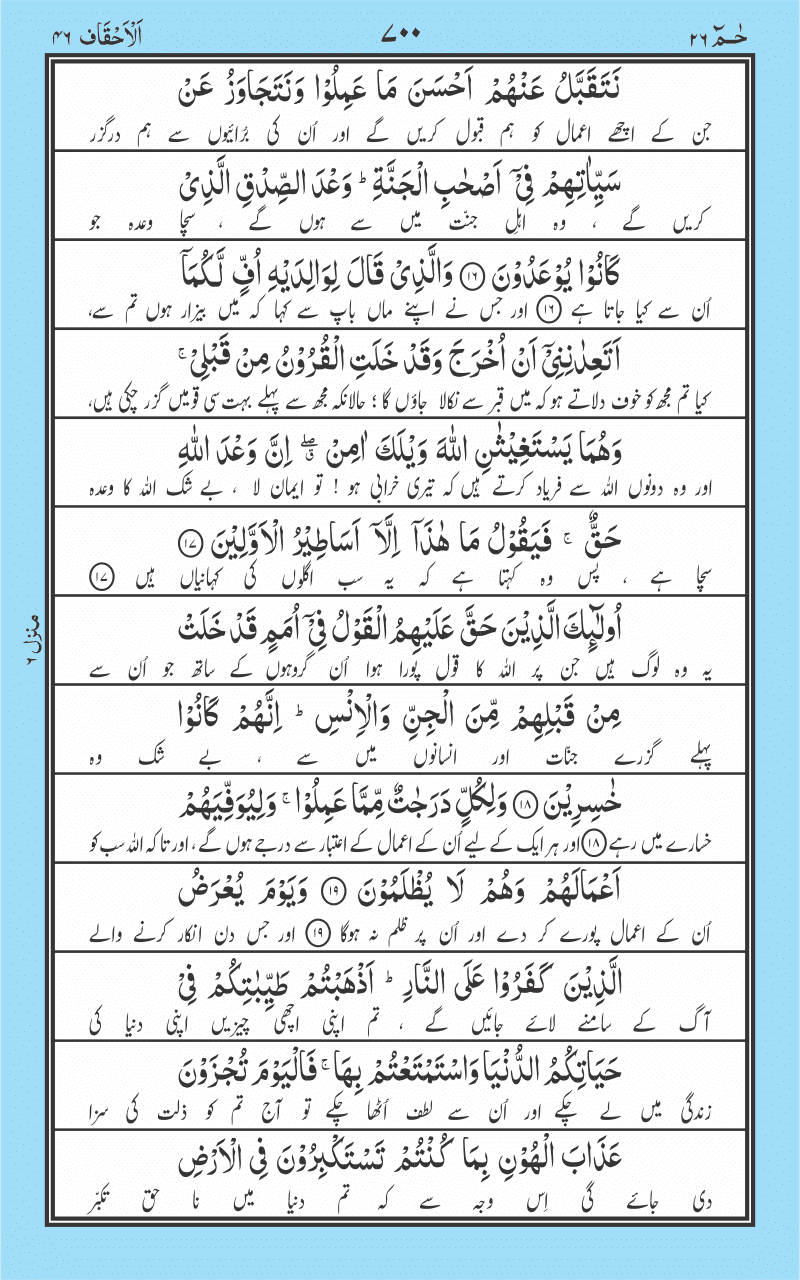 حٰـمٓ ٢٦
٧٠٠
اَلْاَحْقَاف ٤٦
نَتَقَبَّلُ عَنْهُمْ اَحْسَنَ مَا عَمِلُوْا وَنَتَجَاوَزُ عَنْ
جن کے اچھے اعمال کو ہم قبول کریں گے اور اُن کی بُرائیوں سے ہم درگزر
سَيِّاٰتِهِمْ فِيْۤ اَصْحٰبِ الْجَنَّةِ ؕ وَعْدَ الصِّدْقِ الَّذِيْ
کریں گے ، وہ اہلِ جنّت میں سے ہوں گے ، سچا وعدہ جو
كَانُوْا يُوْعَدُوْنَ ﴿١٦﴾ وَالَّذِيْ قَالَ لِوَالِدَيْهِ اُفٍّ لَّكُمَاۤ
اُن سے کیا جاتا ہے ﴿١٦﴾ اور جس نے اپنے ماں باپ سے کہا کہ میں بیزار ہوں تم سے،
اَتَعِدٰنِنِيْۤ اَنْ اُخْرَجَ وَقَدْ خَلَتِ الْقُرُوْنُ مِنْ قَبْلِيْ ۚ
کیا تم مجھ کو خوف دلاتے ہو کہ میں قبر سے نکالا جاؤں گا ؛ حالانکہ مجھ سے پہلے بہت سی قومیں گزر چکی ہیں،
وَهُمَا يَسْتَغِيْثٰنِ اللّٰهَ وَيْلَكَ اٰمِنْ ۖۗ اِنَّ وَعْدَ اللّٰهِ
اور وہ دونوں اللہ سے فریاد کرتے ہیں کہ تیری خرابی ہو ! تو ایمان لا ، بے شک اللہ کا وعدہ
حَقٌّ ۚ فَيَقُوْلُ مَا هٰذَاۤ اِلَّاۤ اَسَاطِيْرُ الْاَوَّلِيْنَ ﴿١٧﴾
سچا ہے ، پس وہ کہتا ہے کہ یہ سب اگلوں کی کہانیاں ہیں ﴿١٧﴾
اُولٰٓئِكَ الَّذِيْنَ حَقَّ عَلَيْهِمُ الْقَوْلُ فِيْۤ اُمَمٍ قَدْ خَلَتْ
یہ وہ لوگ ہیں جن پر اللہ کا قول پورا ہوا اُن گروہوں کے ساتھ جو اُن سے
مِنْ قَبْلِهِمْ مِّنَ الْجِنِّ وَالْاِنْسِ ؕ اِنَّهُمْ كَانُوْا
پہلے گزرے جنّات اور انسانوں میں سے ، بے شک وہ
خٰسِرِيْنَ ﴿١٨﴾ وَلِكُلٍّ دَرَجٰتٌ مِّمَّا عَمِلُوْا ۚ وَلِيُوَفِّيَهُمْ
خسارے میں رہے ﴿١٨﴾ اور ہر ایک کے لیے اُن کے اعمال کے اعتبار سے درجے ہوں گے، اور تاکہ اللہ سب کو
اَعْمَالَهُمْ وَهُمْ لَا يُظْلَمُوْنَ ﴿١٩﴾ وَيَوْمَ يُعْرَضُ
اُن کے اعمال پورے کر دے اور اُن پر ظلم نہ ہوگا ﴿١٩﴾ اور جس دن انکار کرنے والے
الَّذِيْنَ كَفَرُوْا عَلَى النَّارِ ؕ اَذْهَبْتُمْ طَيِّبٰتِكُمْ فِيْ
آگ کے سامنے لائے جائیں گے ، تم اپنی اچھی چیزیں اپنی دنیا کی
حَيَاتِكُمُ الدُّنْيَا وَاسْتَمْتَعْتُمْ بِهَا ۚ فَالْيَوْمَ تُجْزَوْنَ
زندگی میں لے چکے اور اُن سے لطف اُٹھا چکے تو آج تم کو ذلت کی سزا
عَذَابَ الْهُوْنِ بِمَا كُنْتُمْ تَسْتَكْبِرُوْنَ فِي الْاَرْضِ
دی جائے گی اِس وجہ سے کہ تم دنیا میں نا حق تکبّر
منزل ٦